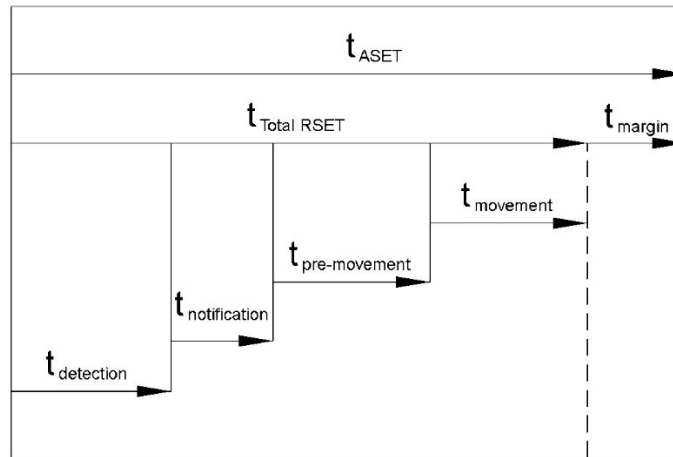 t ASET
t Total RSET
t margin
t movement
t pre-movement
t notification
t detection